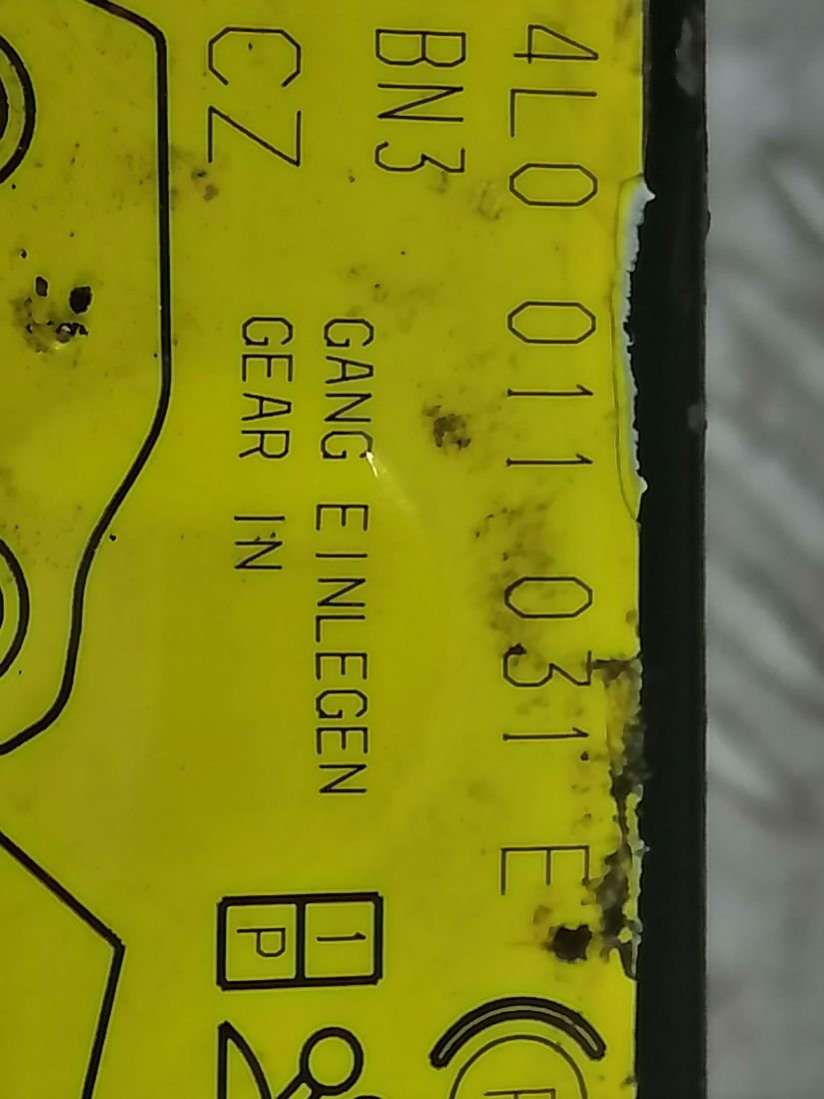 4L0 011 031 E
BN3
GANG EINLEGEN
CZ
GEAR IN
1
P